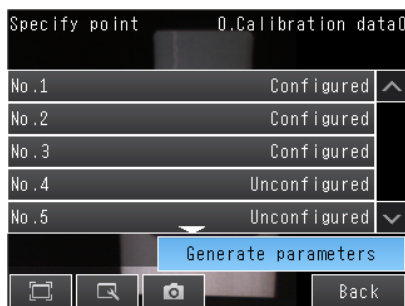 Specify point 0.Calibration data0
No.1 Configured
No.2 Configured
No.3 Configured
No.4 Unconfigured
No.5 Unconfigured
Generate parameters
Back